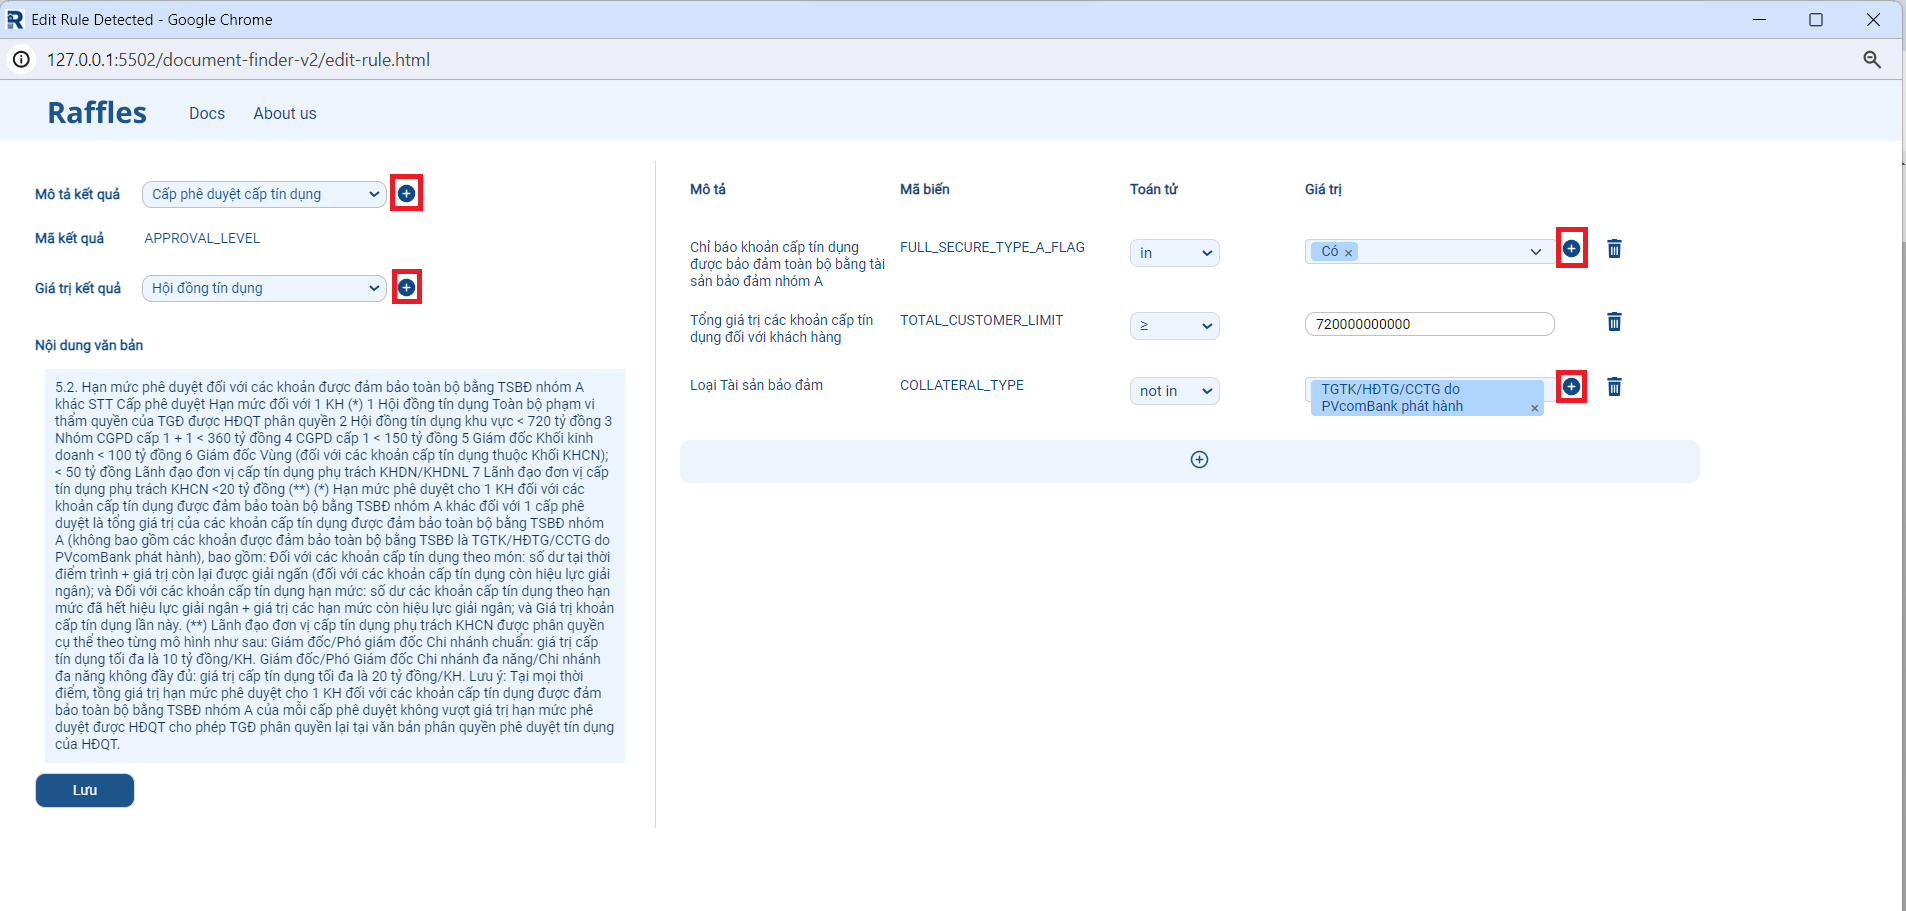 Edit Rule Detected - Google Chrome
127.0.0.1:5502/document-finder-v2/edit-rule.html
Raffles
Docs
About us
Mô tả kết quả
Cấp phê duyệt cấp tín dụng
Mã kết quả
APPROVAL_LEVEL
Giá trị kết quả
Hội đồng tín dụng
Nội dung văn bản
5.2. Hạn mức phê duyệt đối với các khoản được đảm bảo toàn bộ bằng TSBĐ nhóm A
khác STT Cấp phê duyệt Hạn mức đối với 1 KH (*) 1 Hội đồng tín dụng Toàn bộ phạm vi
thẩm quyền của TGĐ được HĐQT phân quyền 2 Hội đồng tín dụng khu vực < 720 tỷ đồng 3
Nhóm CGPD cấp 1 + 1 < 360 tỷ đồng 4 CGPD cấp 1 < 150 tỷ đồng 5 Giám đốc Khối kinh
doanh < 100 tỷ đồng 6 Giám đốc Vùng (đối với các khoản cấp tín dụng thuộc Khối KHCN);
< 50 tỷ đồng Lãnh đạo đơn vị cấp tín dụng phụ trách KHDN/KHDNL 7 Lãnh đạo đơn vị cấp
tín dụng phụ trách KHCN <20 tỷ đồng (**) (*) Hạn mức phê duyệt cho 1 KH đối với các
khoản cấp tín dụng được đảm bảo toàn bộ bằng TSBĐ nhóm A khác đối với 1 cấp phê
duyệt là tổng giá trị của các khoản cấp tín dụng được đảm bảo toàn bộ bằng TSBĐ nhóm
A (không bao gồm các khoản được đảm bảo toàn bộ bằng TSBĐ là TGTK/HĐTG/CCTG do
PVcomBank phát hành), bao gồm: Đối với các khoản cấp tín dụng theo món: số dư tại thời
điểm trình + giá trị còn lại được giải ngấn (đối với các khoản cấp tín dụng còn hiệu lực giải
ngân); và Đối với các khoản cấp tín dụng hạn mức: số dư các khoản cấp tín dụng theo hạn
mức đã hết hiệu lực giải ngân + giá trị các hạn mức còn hiệu lực giải ngân; và Giá trị khoản
cấp tín dụng lần này. (**) Lãnh đạo đơn vị cấp tín dụng phụ trách KHCN được phân quyền
cụ thể theo từng mô hình như sau: Giám đốc/Phó giám đốc Chi nhánh chuẩn: giá trị cấp
tín dụng tối đa là 10 tỷ đồng/KH. Giám đốc/Phó Giám đốc Chi nhánh đa năng/Chi nhánh
đa năng không đầy đủ: giá trị cấp tín dụng tối đa là 20 tỷ đồng/KH. Lưu ý: Tại mọi thời
điểm, tổng giá trị hạn mức phê duyệt cho 1 KH đối với các khoản cấp tín dụng được đảm
bảo toàn bộ bằng TSBĐ nhóm A của mỗi cấp phê duyệt không vượt giá trị hạn mức phê
duyệt được HĐQT cho phép TGĐ phân quyền lại tại văn bản phân quyền phê duyệt tín dụng
của HĐQT.
Lưu
Mô tả
Mã biến
Toán tử
Giá trị
Chỉ báo khoản cấp tín dụng
được bảo đảm toàn bộ bằng tài
sản bảo đảm nhóm A
FULL_SECURE_TYPE_A_FLAG
in
Có ×
Tổng giá trị các khoản cấp tín
dụng đối với khách hàng
TOTAL_CUSTOMER_LIMIT
≥
720000000000
Loại Tài sản bảo đảm
COLLATERAL_TYPE
not in
TGTK/HĐTG/CCTG do
PVcomBank phát hành ×